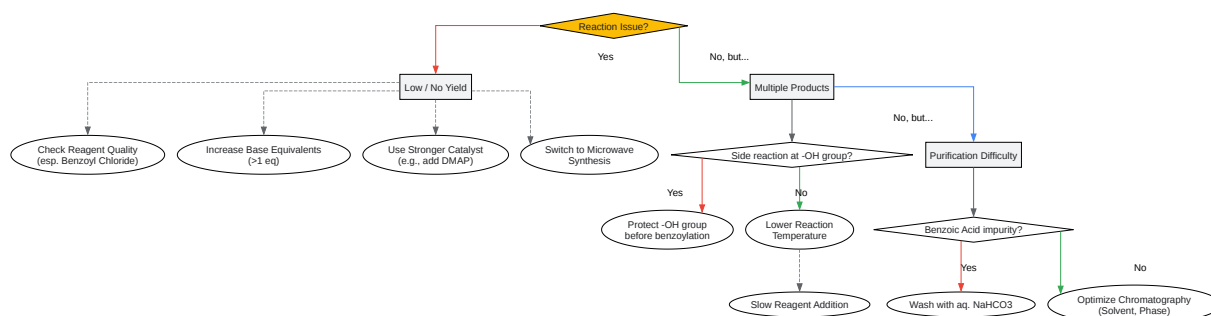 Reaction Issue?
Yes
No, but...
Low / No Yield
Multiple Products
No, but...
Check Reagent Quality
(esp. Benzoyl Chloride)
Increase Base Equivalents
(>1 eq)
Use Stronger Catalyst
(e.g., add DMAP)
Switch to Microwave
Synthesis
Side reaction at -OH group?
Purification Difficulty
Yes
No
Protect -OH group
before benzoylation
Lower Reaction
Temperature
Benzoic Acid impurity?
Yes
No
Slow Reagent Addition
Wash with aq. NaHCO3
Optimize Chromatography
(Solvent, Phase)